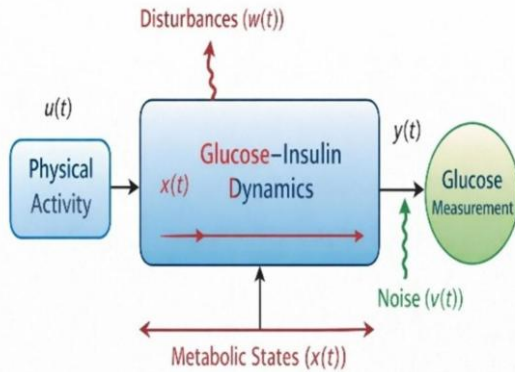 Disturbances (w(t))
u(t)
Physical
Activity
x(t)
Glucose–Insulin
Dynamics
y(t)
Glucose
Measurement
Noise (v(t))
Metabolic States (x(t))